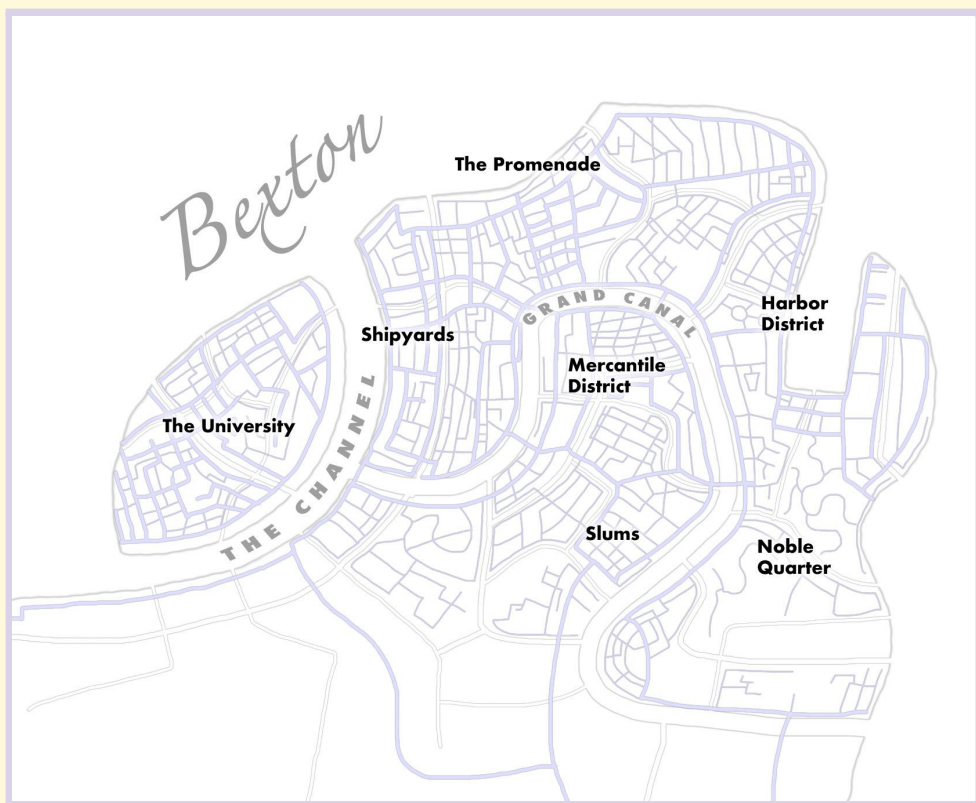 Bexton
The Promenade
GRAND CANAL
Harbor
District
Shipyards
Mercantile
District
The University
THE CHANNEL
Slums
Noble
Quarter